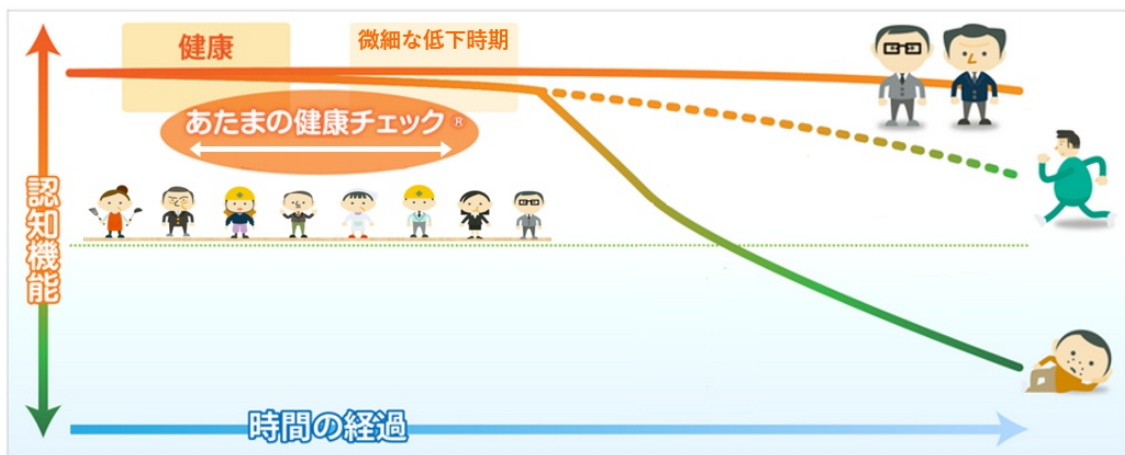 健康
微細な低下時期
あたまの健康チェック®
認知機能
時間の経過